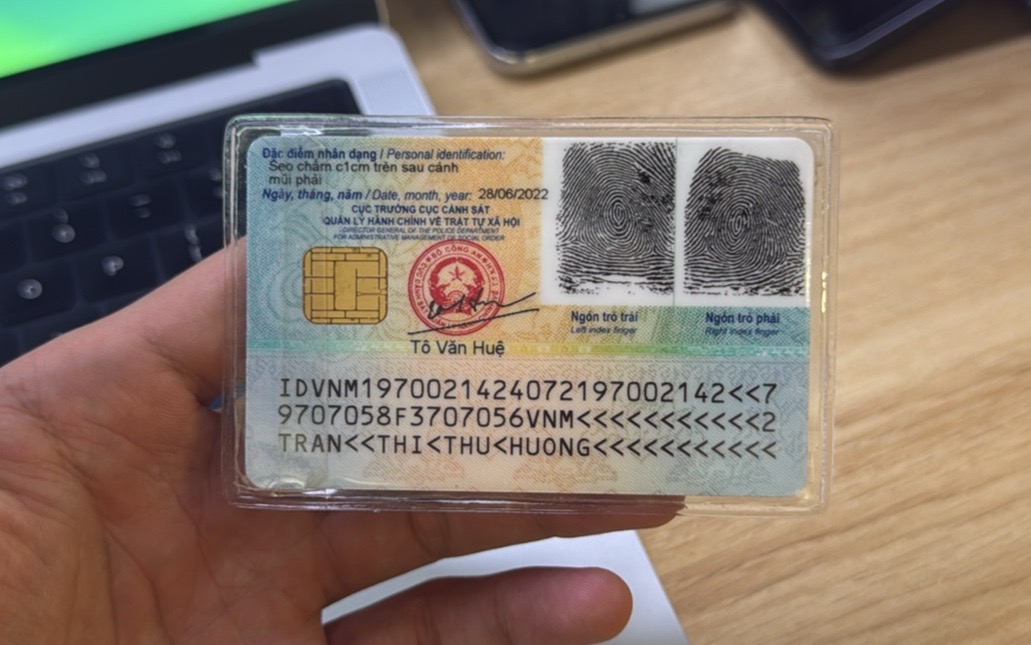 Đặc điểm nhân dạng / Personal identification:
Sẹo chấm c1cm trên sau cánh
mũi phải
Ngày, tháng, năm / Date, month, year: 28/06/2022
CỤC TRƯỞNG CỤC CẢNH SÁT
QUẢN LÝ HÀNH CHÍNH VỀ TRẬT TỰ XÃ HỘI
DIRECTOR GENERAL OF THE POLICE DEPARTMENT
FOR ADMINISTRATIVE MANAGEMENT OF SOCIAL ORDER
BỘ CÔNG AN
Tô Văn Huệ
Ngón trỏ trái
Left index finger
Ngón trỏ phải
Right index finger
IDVNM1970021424072197002142<<7
9707058F3707056VNM<<<<<<<<<<<2
TRAN<<THI<THU<HUONG<<<<<<<<<<<